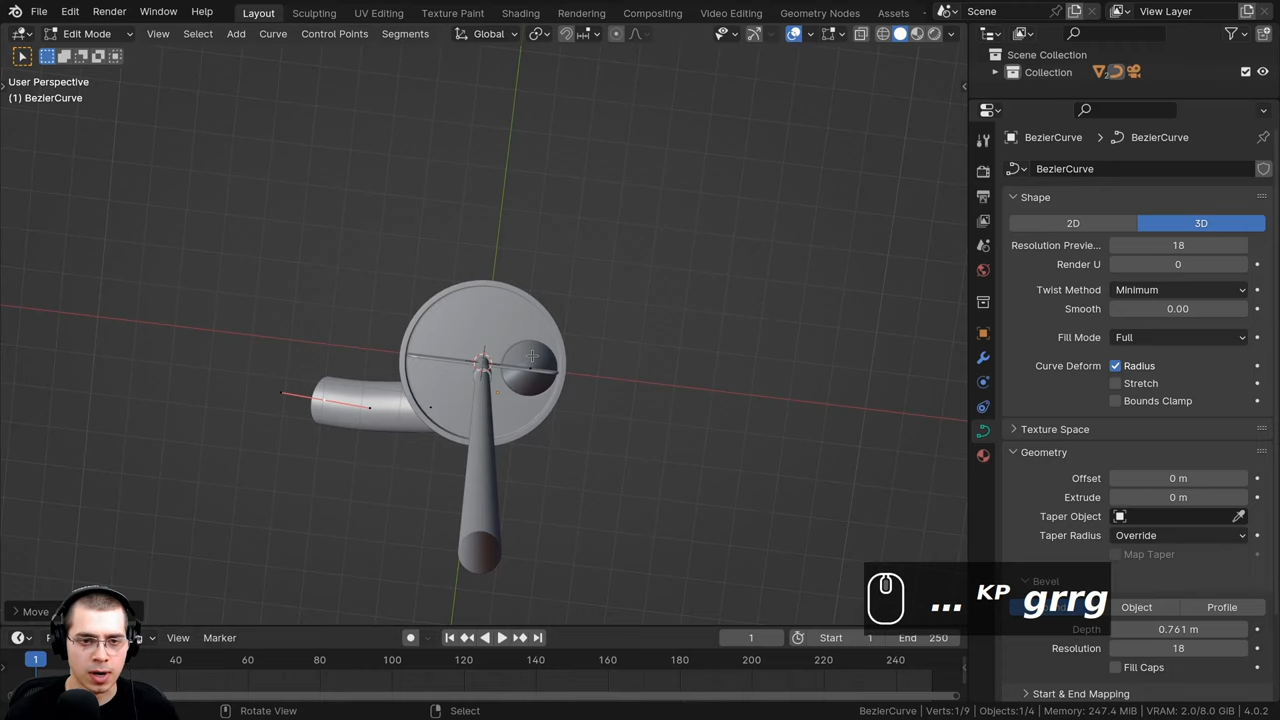 File Edit Render Window Help Layout Sculpting UV Editing Texture Paint Shading Rendering Compositing Video Editing Geometry Nodes Assets Scene View Layer
Edit Mode View Select Add Curve Control Points Segments Global
User Perspective
(1) BezierCurve
Scene Collection
Collection
BezierCurve BezierCurve
BezierCurve
Shape
2D 3D
Resolution Previe... 18
Render U 0
Twist Method Minimum
Smooth 0.00
Fill Mode Full
Curve Deform Radius
Stretch
Bounds Clamp
Texture Space
Geometry
Offset 0 m
Extrude 0 m
Taper Object
Taper Radius Override
Map Taper
Bevel
Object Profile
Depth 0.761 m
Resolution 18
Fill Caps
Start & End Mapping
... KP grrg
Move
View Marker 1 Start 1 End 250
1 40 60 80 100 120 140 160 180 200 220 240
Rotate View Select BezierCurve | Verts:1/9 | Objects:1/4 | Memory: 247.4 MiB | VRAM: 2.0/8.0 GiB | 4.0.2